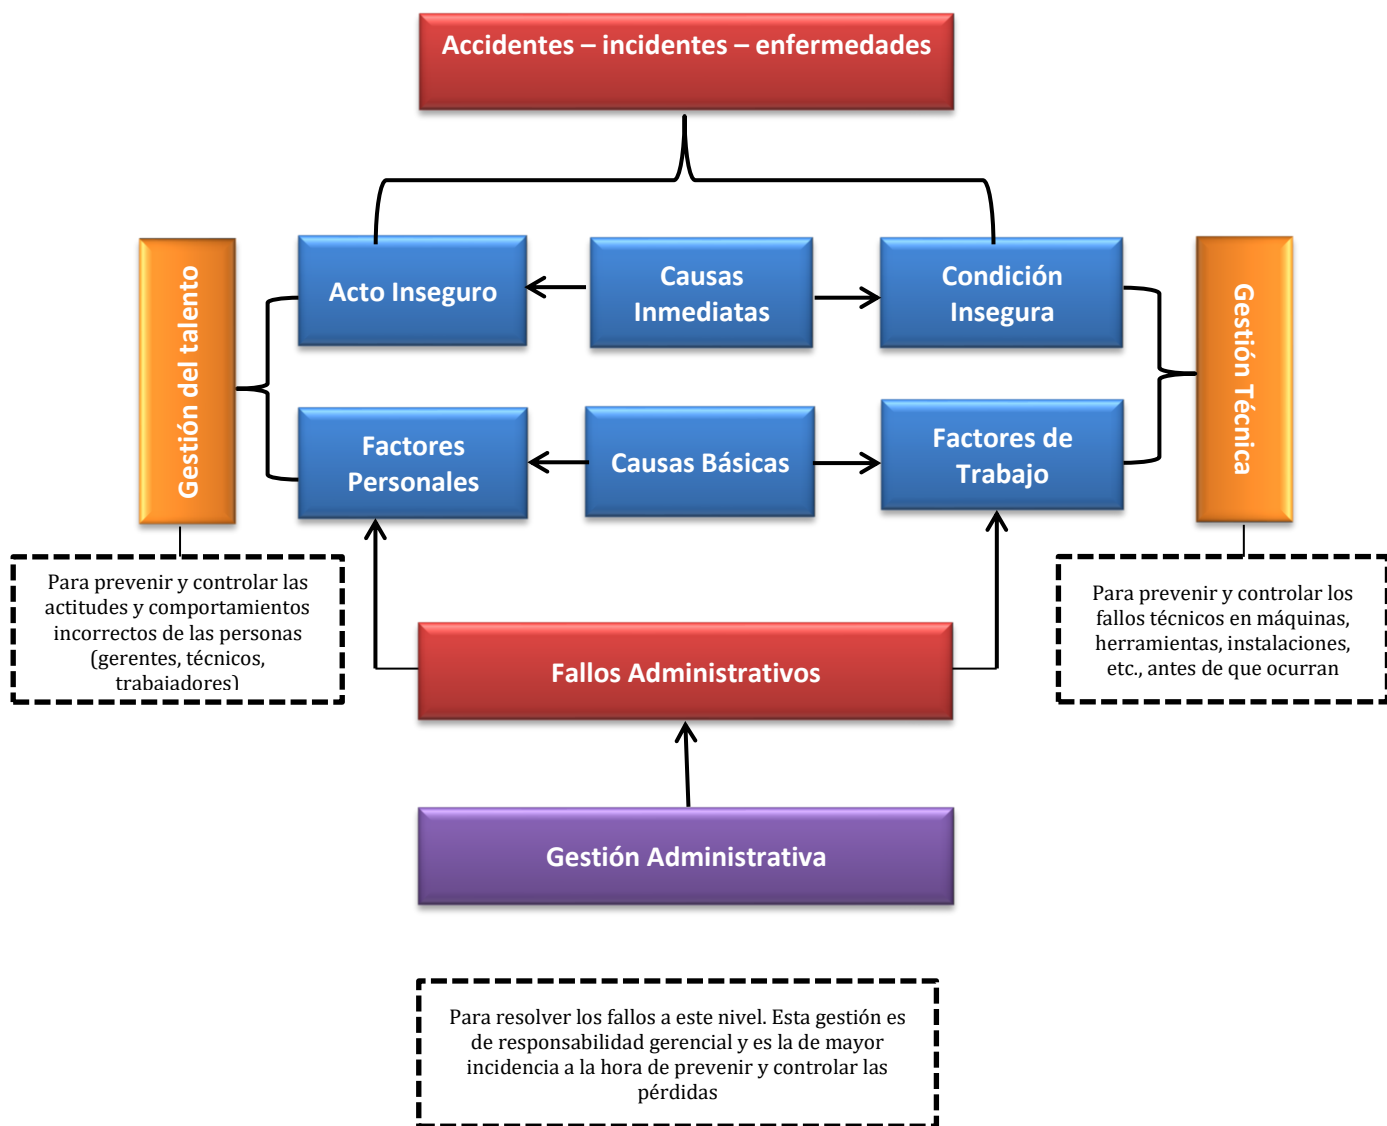 Accidentes – incidentes – enfermedades
Gestión del talento
Acto Inseguro
Causas
Inmediatas
Condición
Insegura
Gestión Técnica
Factores
Personales
Causas Básicas
Factores de
Trabajo
Para prevenir y controlar las
actitudes y comportamientos
incorrectos de las personas
(gerentes, técnicos,
trabajadores)
Para prevenir y controlar los
fallos técnicos en máquinas,
herramientas, instalaciones,
etc., antes de que ocurran
Fallos Administrativos
Gestión Administrativa
Para resolver los fallos a este nivel. Esta gestión es
de responsabilidad gerencial y es la de mayor
incidencia a la hora de prevenir y controlar las
pérdidas